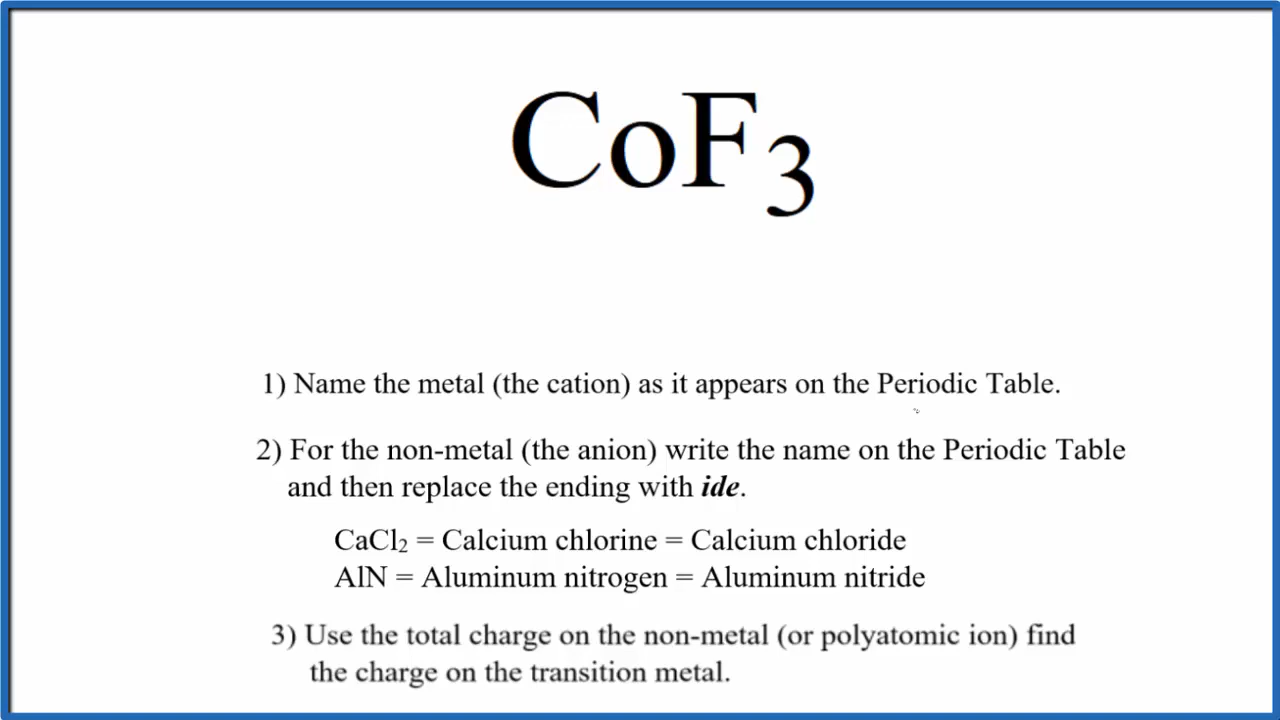 CoF₃
1) Name the metal (the cation) as it appears on the Periodic Table.
2) For the non-metal (the anion) write the name on the Periodic Table
and then replace the ending with ide.
CaCl₂ = Calcium chlorine = Calcium chloride
AlN = Aluminum nitrogen = Aluminum nitride
3) Use the total charge on the non-metal (or polyatomic ion) find
the charge on the transition metal.